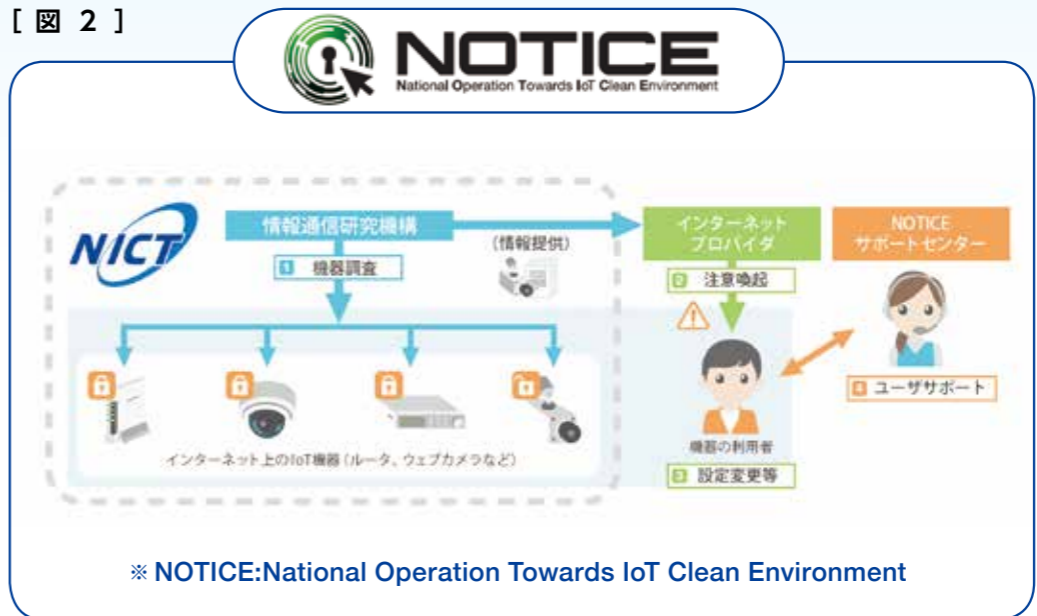 [ 図 2 ]
NOTICE
National Operation Towards IoT Clean Environment
NICT
情報通信研究機構
(情報提供)
1 機器調査
インターネット
プロバイダ
2 注意喚起
NOTICE
サポートセンター
4 ユーザサポート
機器の利用者
3 設定変更等
インターネット上のIoT機器(ルータ、ウェブカメラなど)
※ NOTICE:National Operation Towards IoT Clean Environment